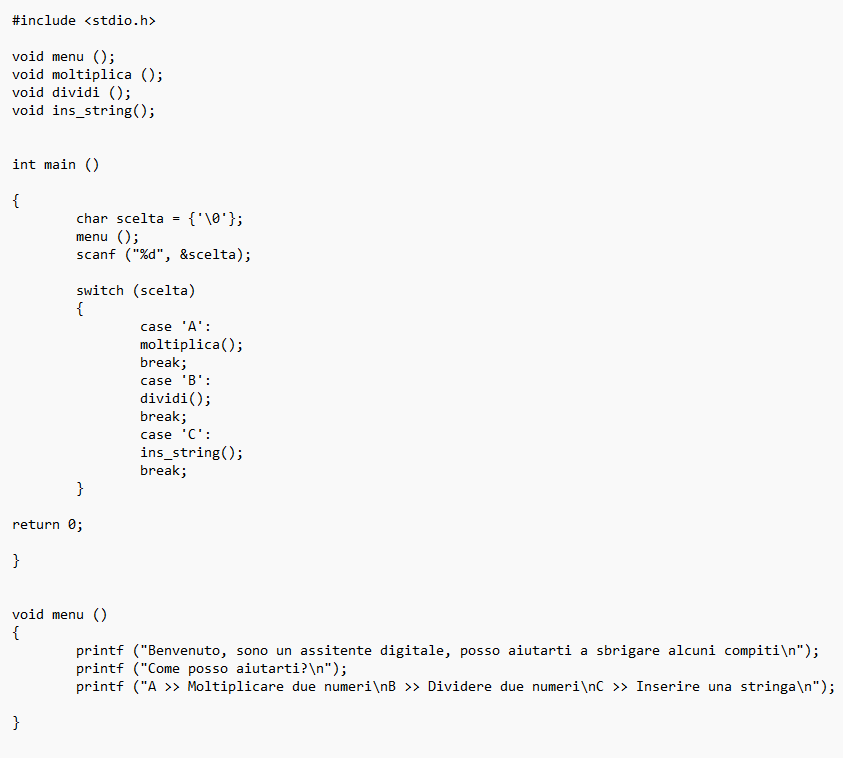 #include <stdio.h>
void menu ();
void moltiplica ();
void dividi ();
void ins_string();
int main ()
{
char scelta = {'\0'};
menu ();
scanf ("%d", &scelta);
switch (scelta)
{
case 'A':
moltiplica();
break;
case 'B':
dividi();
break;
case 'C':
ins_string();
break;
}
return 0;
}
void menu ()
{
printf ("Benvenuto, sono un assitente digitale, posso aiutarti a sbrigare alcuni compiti\n");
printf ("Come posso aiutarti?\n");
printf ("A >> Moltiplicare due numeri\nB >> Dividere due numeri\nC >> Inserire una stringa\n");
}